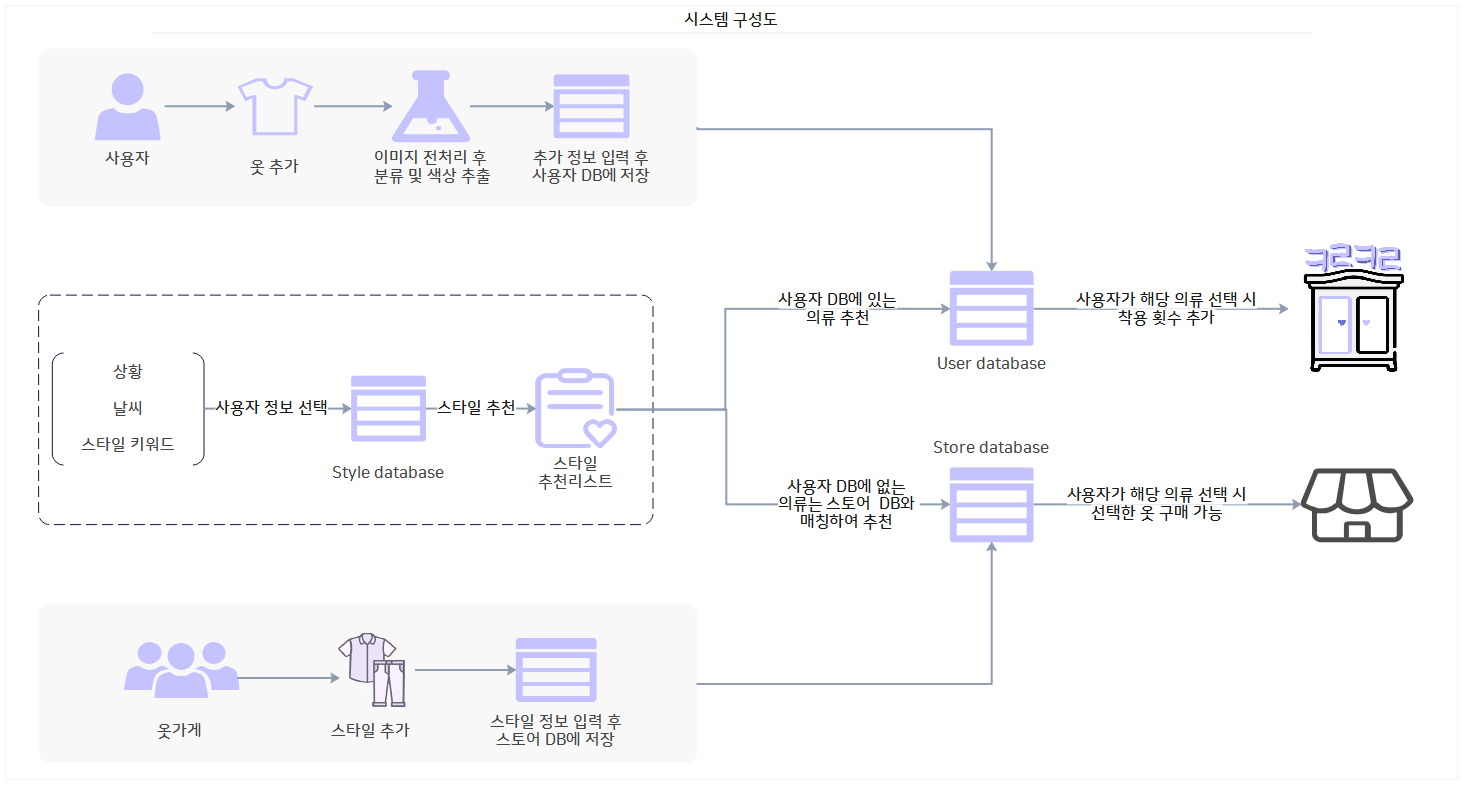 시스템 구성도
사용자
옷 추가
이미지 전처리 후
분류 및 색상 추출
추가 정보 입력 후
사용자 DB에 저장
상황
날씨
스타일 키워드
사용자 정보 선택
Style database
스타일 추천
스타일
추천리스트
사용자 DB에 있는
의류 추천
User database
사용자가 해당 의류 선택 시
착용 횟수 추가
사용자 DB에 없는
의류는 스토어 DB와
매칭하여 추천
Store database
사용자가 해당 의류 선택 시
선택한 옷 구매 가능
옷가게
스타일 추가
스타일 정보 입력 후
스토어 DB에 저장